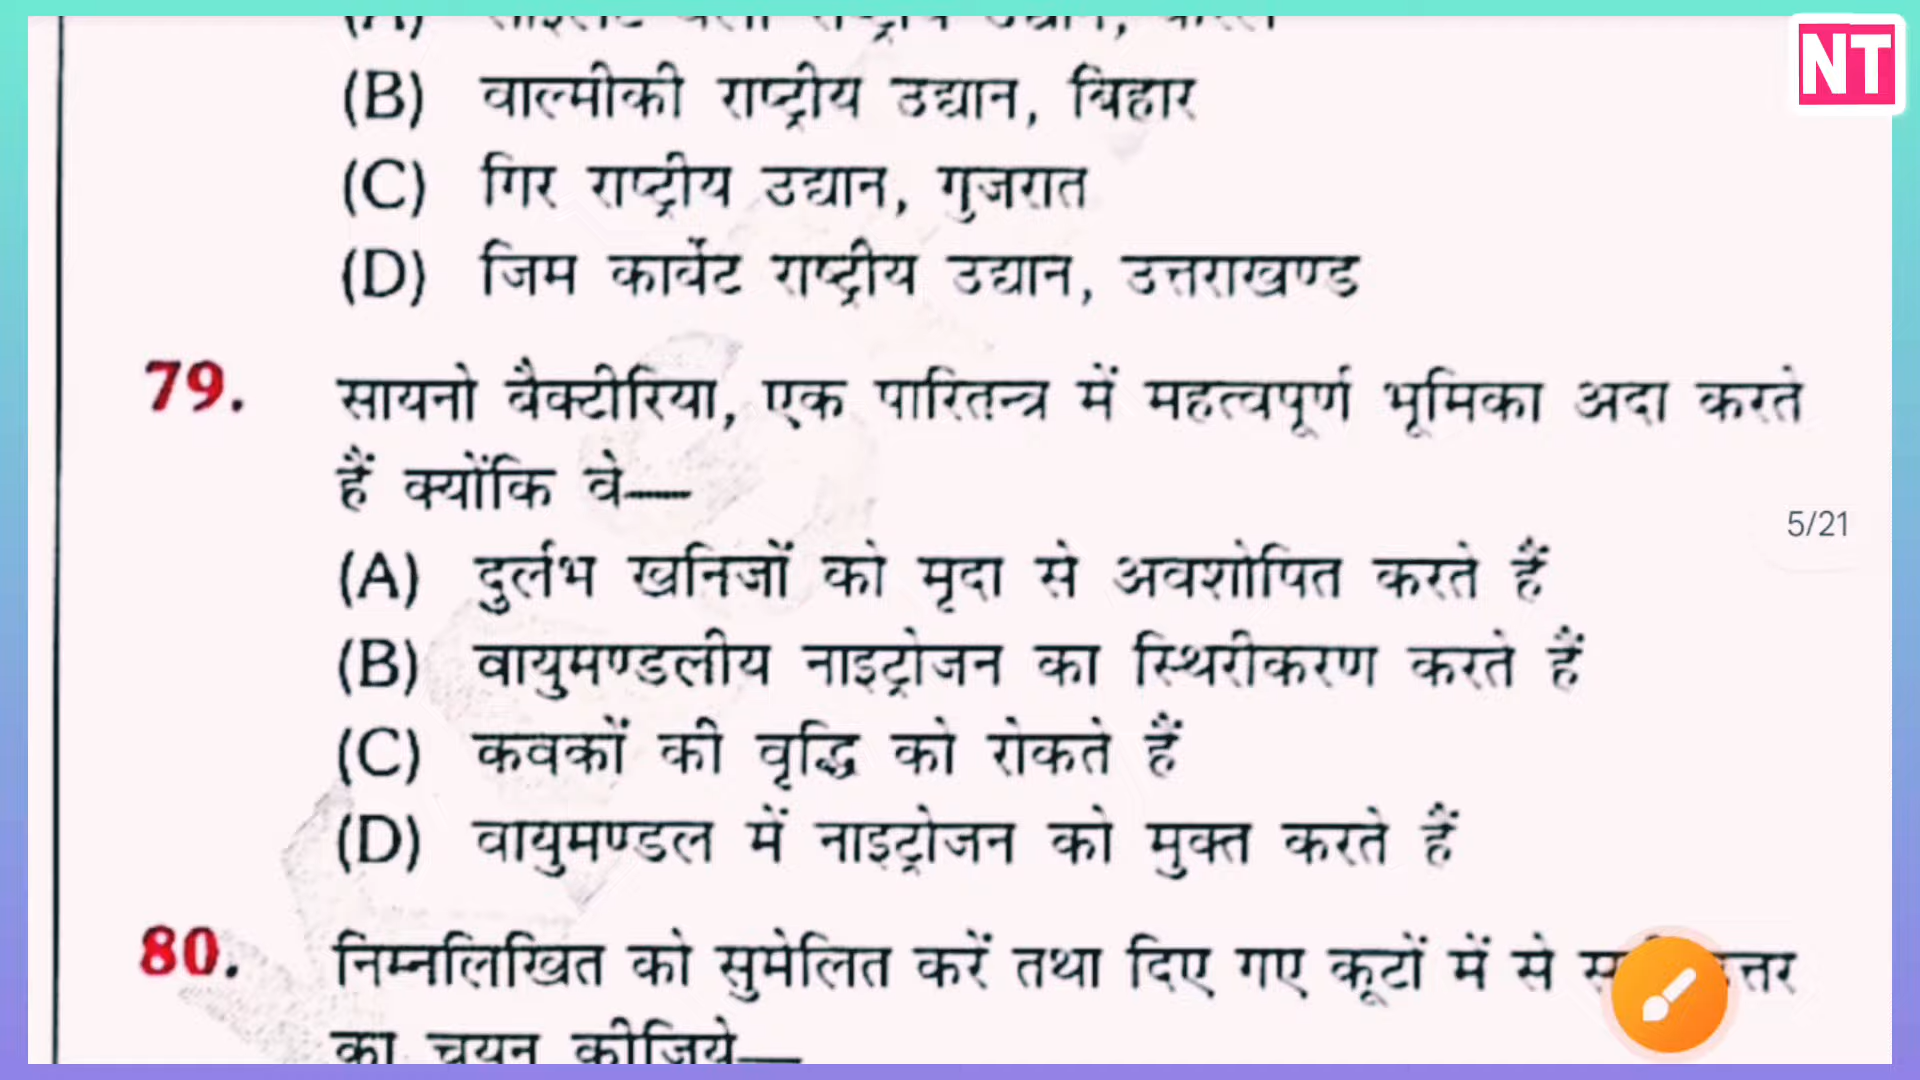 NT
(B) वाल्मीकी राष्ट्रीय उद्यान, बिहार
(C) गिर राष्ट्रीय उद्यान, गुजरात
(D) जिम कार्बेट राष्ट्रीय उद्यान, उत्तराखण्ड
79. सायनो बैक्टीरिया, एक पारितन्त्र में महत्वपूर्ण भूमिका अदा करते
हैं क्योंकि वे—
5/21
(A) दुर्लभ खनिजों को मृदा से अवशोषित करते हैं
(B) वायुमण्डलीय नाइट्रोजन का स्थिरीकरण करते हैं
(C) कवकों की वृद्धि को रोकते हैं
(D) वायुमण्डल में नाइट्रोजन को मुक्त करते हैं
80. निम्नलिखित को सुमेलित करें तथा दिए गए कूटों में से
का चयन कीजिये—